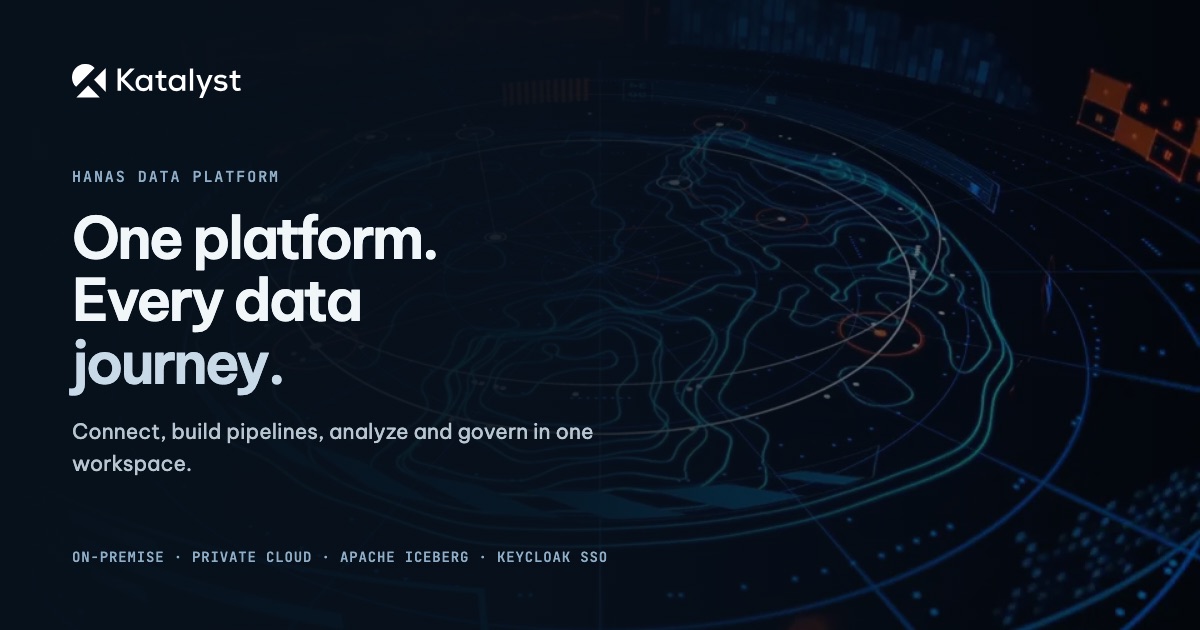 Katalyst
HANAS DATA PLATFORM
One platform.
Every data
journey.
Connect, build pipelines, analyze and govern in one
workspace.
ON-PREMISE · PRIVATE CLOUD · APACHE ICEBERG · KEYCLOAK SSO